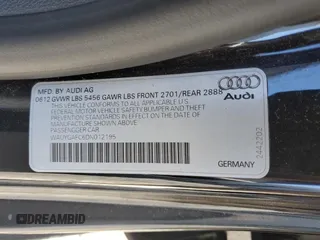 MFD. BY AUDI AG
D612 GVWR LBS 5456 GAWR LBS FRONT 2701/REAR 2888
THIS VEHICLE CONFORMS TO ALL APPLICABLE U.S.
FEDERAL MOTOR VEHICLE SAFETY BUMPER AND THEFT
PREVENTION STANDARDS IN EFFECT ON THE DATE OF
MANUFACTURE SHOWN ABOVE
PASSENGER CAR
Audi
GERMANY
2442202
DREAMBID